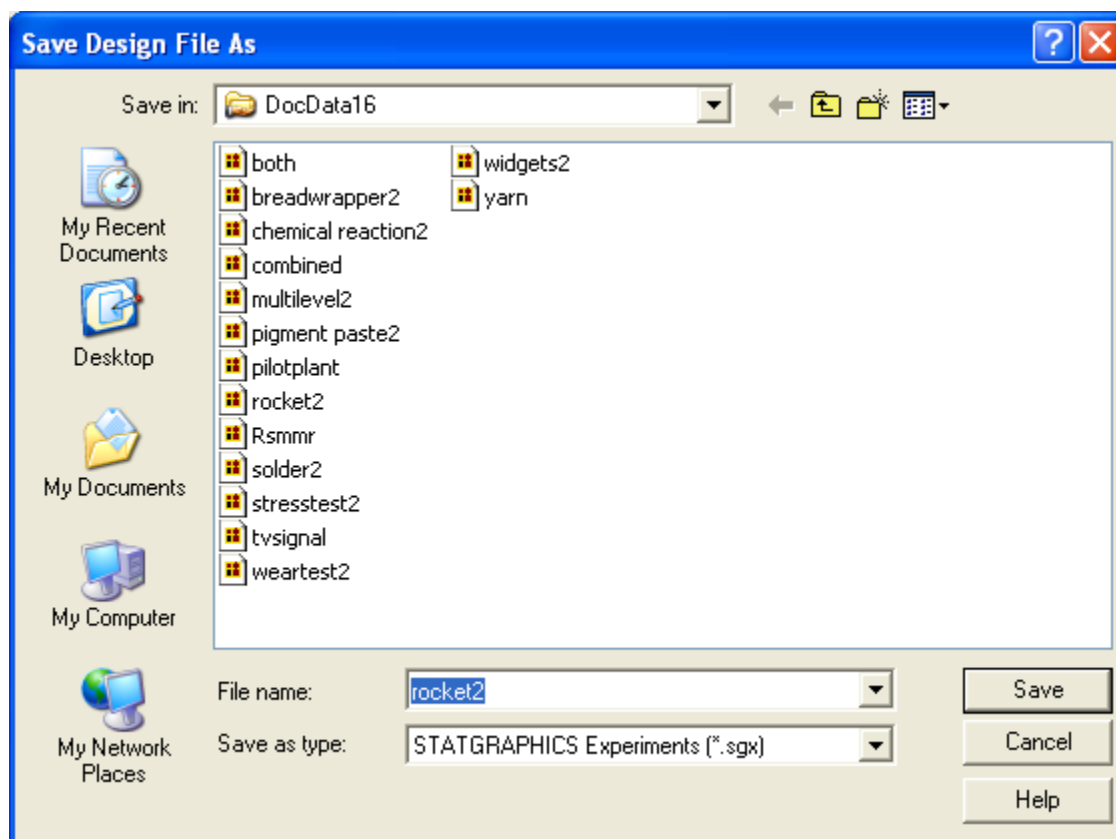 Save Design File As
Save in:
DocData16
My Recent
Documents
Desktop
My Documents
My Computer
My Network
Places
both
breadwrapper2
chemical reaction2
combined
multilevel2
pigment paste2
pilotplant
rocket2
Rsmmr
solder2
stresstest2
tvsignal
weartest2
widgets2
yarn
File name:
rocket2
Save
Save as type:
STATGRAPHICS Experiments (*.sgx)
Cancel
Help